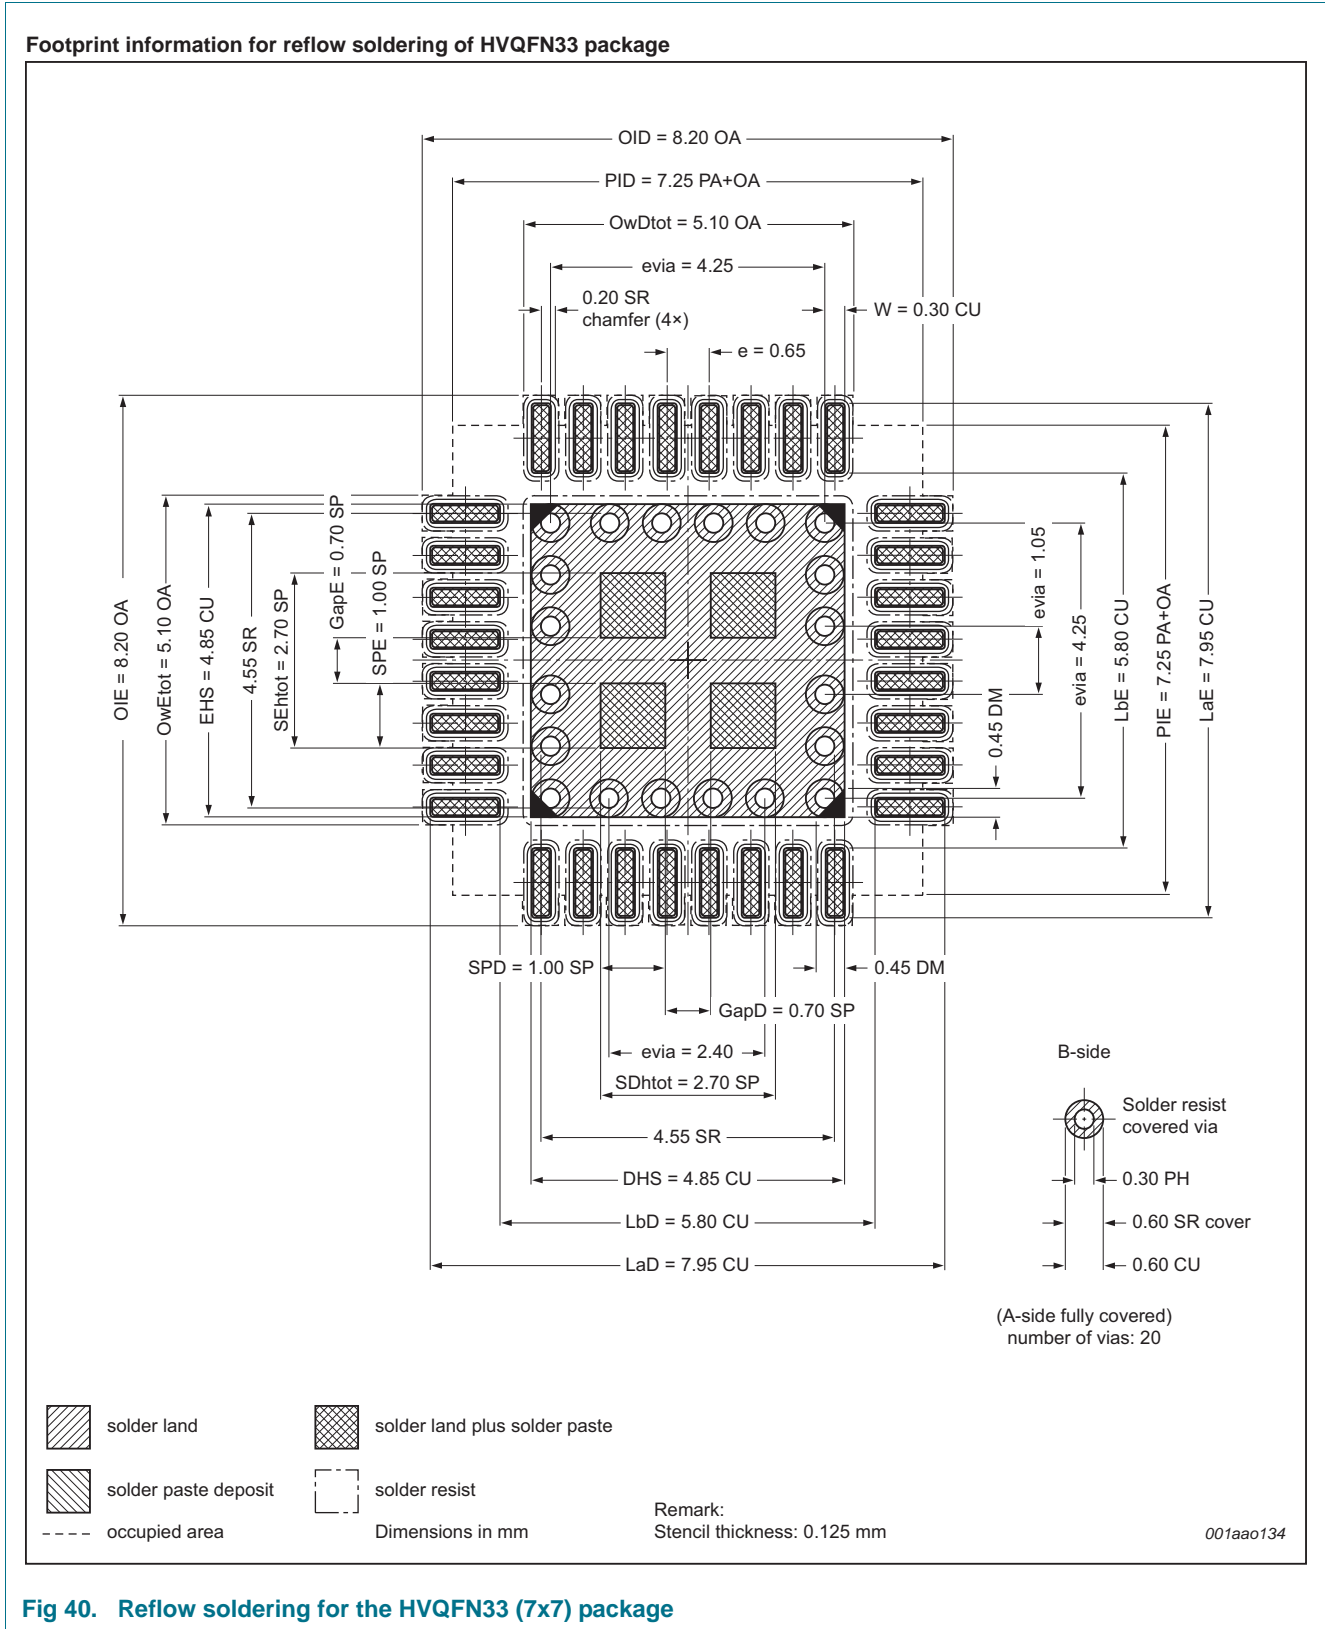 Footprint information for reflow soldering of HVQFN33 package
OID = 8.20 OA
PID = 7.25 PA+OA
OwDtot = 5.10 OA
evia = 4.25
0.20 SR
chamfer (4×)
W = 0.30 CU
e = 0.65
OIE = 8.20 OA
OwEtot = 5.10 OA
EHS = 4.85 CU
4.55 SR
SEhtot = 2.70 SP
GapE = 0.70 SP
SPE = 1.00 SP
0.45 DM
evia = 1.05
evia = 4.25
LbE = 5.80 CU
PIE = 7.25 PA+OA
LaE = 7.95 CU
SPD = 1.00 SP
0.45 DM
GapD = 0.70 SP
evia = 2.40
SDhtot = 2.70 SP
4.55 SR
DHS = 4.85 CU
LbD = 5.80 CU
LaD = 7.95 CU
B-side
Solder resist
covered via
0.30 PH
0.60 SR cover
0.60 CU
(A-side fully covered)
number of vias: 20
solder land
solder land plus solder paste
solder paste deposit
solder resist
occupied area
Dimensions in mm
Remark:
Stencil thickness: 0.125 mm
001aao134
Fig 40. Reflow soldering for the HVQFN33 (7x7) package